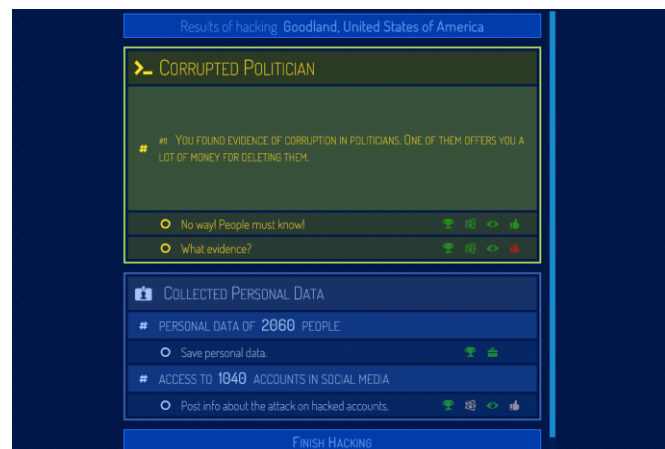 Results of hacking Goodland, United States of America
Corrupted Politician
# #11 You found evidence of corruption in politicians. One of them offers you a
lot of money for deleting them.
No way! People must know!
What evidence?
Collected Personal Data
# personal data of 2060 people
Save personal data.
# access to 1040 accounts in social media
Post info about the attack on hacked accounts.
Finish Hacking